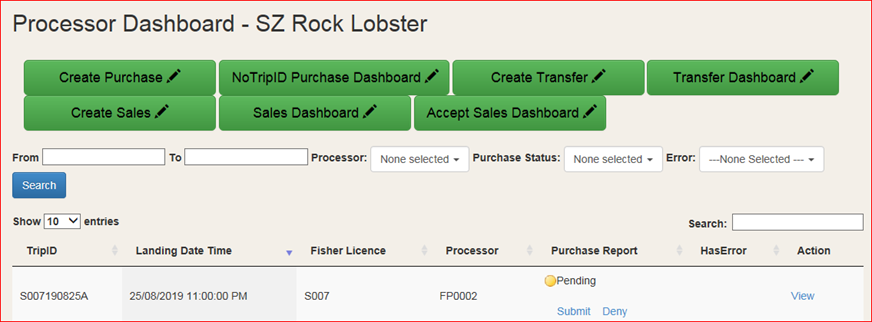 Processor Dashboard - SZ Rock Lobster
Create Purchase NoTripID Purchase Dashboard Create Transfer Transfer Dashboard
Create Sales Sales Dashboard Accept Sales Dashboard
From To Processor: None selected Purchase Status: None selected Error: ---None Selected ---
Search
Show 10 entries Search:
TripID Landing Date Time Fisher Licence Processor Purchase Report HasError Action
Pending
S007190825A 25/08/2019 11:00:00 PM S007 FP0002 View
Submit Deny